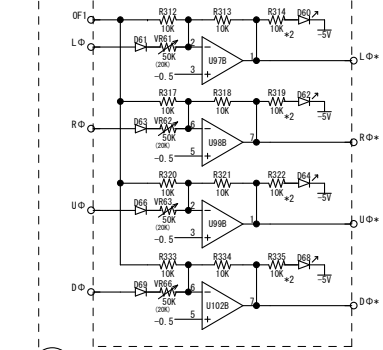 OF1 R312 R313 R314 D60
10K 10K 10K *2 -5V
LΦ D61 VR61 2 - 1 LΦ*
50K
(20K) U97B
-0.5 3 +
R317 R318 R319 D62
10K 10K 10K *2 -5V
RΦ D63 VR62 6 - 7 RΦ*
50K
(20K) U98B
-0.5 5 +
R320 R321 R322 D64
10K 10K 10K *2 -5V
UΦ D66 VR63 2 - 1 UΦ*
50K
(20K) U99B
-0.5 3 +
R333 R334 R335 D68
10K 10K 10K *2 -5V
DΦ D69 VR66 6 - 7 DΦ*
50K
(20K) U102B
-0.5 5 +